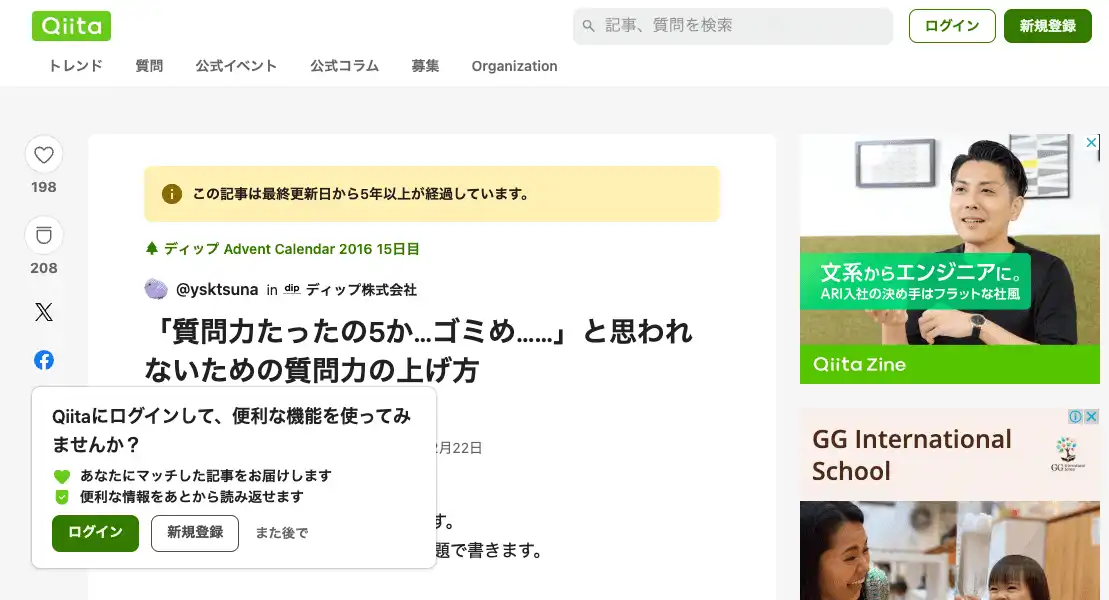 Qiita
記事、質問を検索
ログイン
新規登録
トレンド 質問 公式イベント 公式コラム 募集 Organization
198
208
この記事は最終更新日から5年以上が経過しています。
ディップ Advent Calendar 2016 15日目
@ysktsuna in dip ディップ株式会社
「質問力たったの5か…ゴミめ……」と思われ
ないための質問力の上げ方
2月22日
す。
題で書きます。
Qiitaにログインして、便利な機能を使ってみ
ませんか？
あなたにマッチした記事をお届けします
便利な情報をあとから読み返せます
ログイン 新規登録 また後で
文系からエンジニアに。
ARI入社の決め手はフラットな社風
Qiita Zine
GG International
School
GG International School